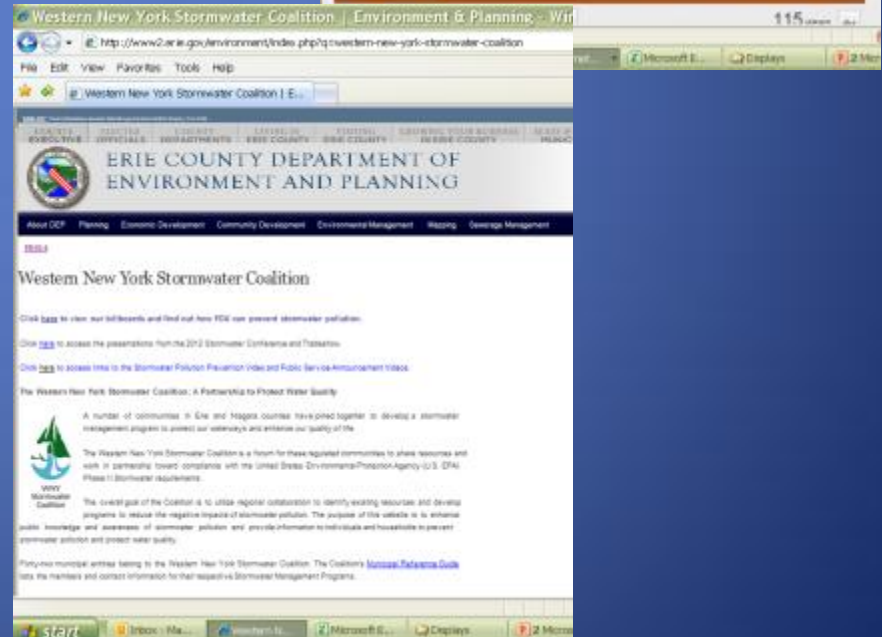 Western New York Stormwater Coalition | Environment & Planning - Wi
115
http://www2.erie.gov/environment/index.php?q=western-new-york-stormwater-coalition
File Edit View Favorites Tools Help
Western New York Stormwater Coalition | E...
Microsoft E... Displays 2 Micr
ERIE COUNTY DEPARTMENT OF
ENVIRONMENT AND PLANNING
About DEP Planning Economic Development Community Development Environmental Management Mapping Sewerage Management
Western New York Stormwater Coalition
Click here to view our billboards and find out how YOU can prevent stormwater pollution.
Click here to access the presentations from the 2012 Stormwater Conference and Tradeshow.
Click here to access links to the Stormwater Pollution Prevention Video and Public Service Announcement Videos.
The Western New York Stormwater Coalition: A Partnership to Protect Water Quality
A number of communities in Erie and Niagara counties have joined together to develop a stormwater
management program to protect our waterways and enhance our quality of life.
The Western New York Stormwater Coalition is a forum for these regulated communities to share resources and
work in partnership toward compliance with the United States Environmental Protection Agency (U.S. EPA)
Phase II Stormwater requirements.
WNY
Stormwater
Coalition
The overall goal of the Coalition is to utilize regional collaboration to identify existing resources and develop
programs to reduce the negative impacts of stormwater pollution. The purpose of this website is to enhance
public knowledge and awareness of stormwater pollution and provide information to individuals and households to prevent
stormwater pollution and protect water quality.
Forty-two municipal entities belong to the Western New York Stormwater Coalition. The Coalition's Municipal Reference Guide
lists the members and contact information for their respective Stormwater Management Programs.
start Inbox - Ma... Western N... Microsoft E... Displays 2 Micros